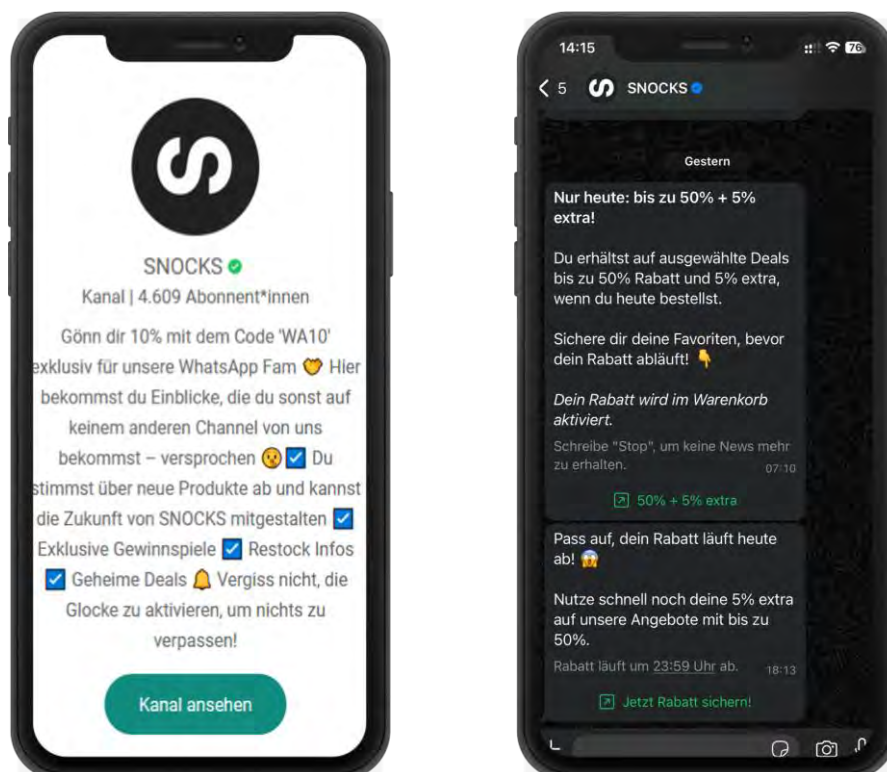 SNOCKS
Kanal | 4.609 Abonnent*innen
Gönn dir 10% mit dem Code 'WA10'
exklusiv für unsere WhatsApp Fam 🤝 Hier
bekommst du Einblicke, die du sonst auf
keinem anderen Channel von uns
bekommst – versprochen 🤫 ☑️ Du
stimmst über neue Produkte ab und kannst
die Zukunft von SNOCKS mitgestalten ☑️
Exklusive Gewinnspiele ☑️ Restock Infos
☑️ Geheime Deals 🔔 Vergiss nicht, die
Glocke zu aktivieren, um nichts zu
verpassen!
Kanal ansehen
14:15
76
5 SNOCKS
Gestern
Nur heute: bis zu 50% + 5%
extra!
Du erhältst auf ausgewählte Deals
bis zu 50% Rabatt und 5% extra,
wenn du heute bestellst.
Sichere dir deine Favoriten, bevor
dein Rabatt abläuft! 👇
Dein Rabatt wird im Warenkorb
aktiviert.
Schreibe "Stop", um keine News mehr
zu erhalten.
07:10
50% + 5% extra
Pass auf, dein Rabatt läuft heute
ab! 😱
Nutze schnell noch deine 5% extra
auf unsere Angebote mit bis zu
50%.
Rabatt läuft um 23:59 Uhr ab.
18:13
Jetzt Rabatt sichern!